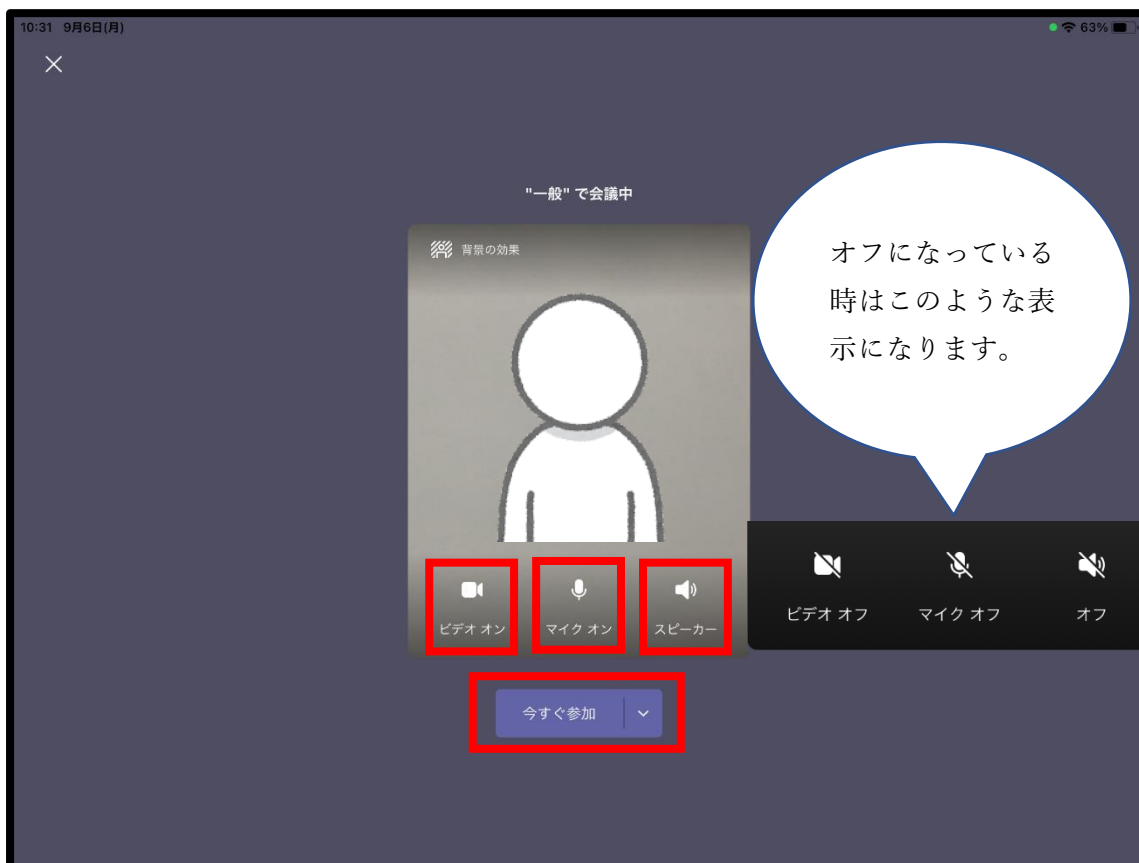 10:31 9月6日(月)
63%
"一般" で会議中
背景の効果
オフになっている
時はこのような表
示になります。
ビデオ オン
マイク オン
スピーカー
ビデオ オフ
マイク オフ
オフ
今すぐ参加